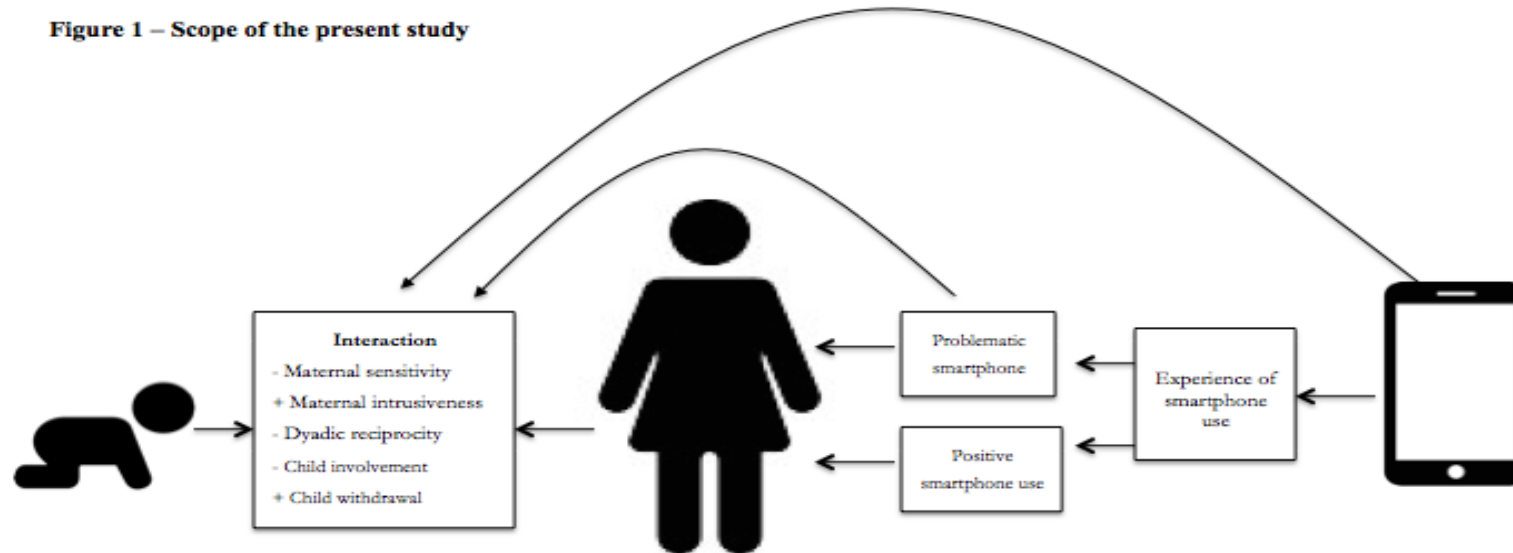 Figure 1 – Scope of the present study
Interaction
- Maternal sensitivity
+ Maternal intrusiveness
- Dyadic reciprocity
- Child involvement
+ Child withdrawal
Problematic
smartphone
Positive
smartphone use
Experience of
smartphone
use